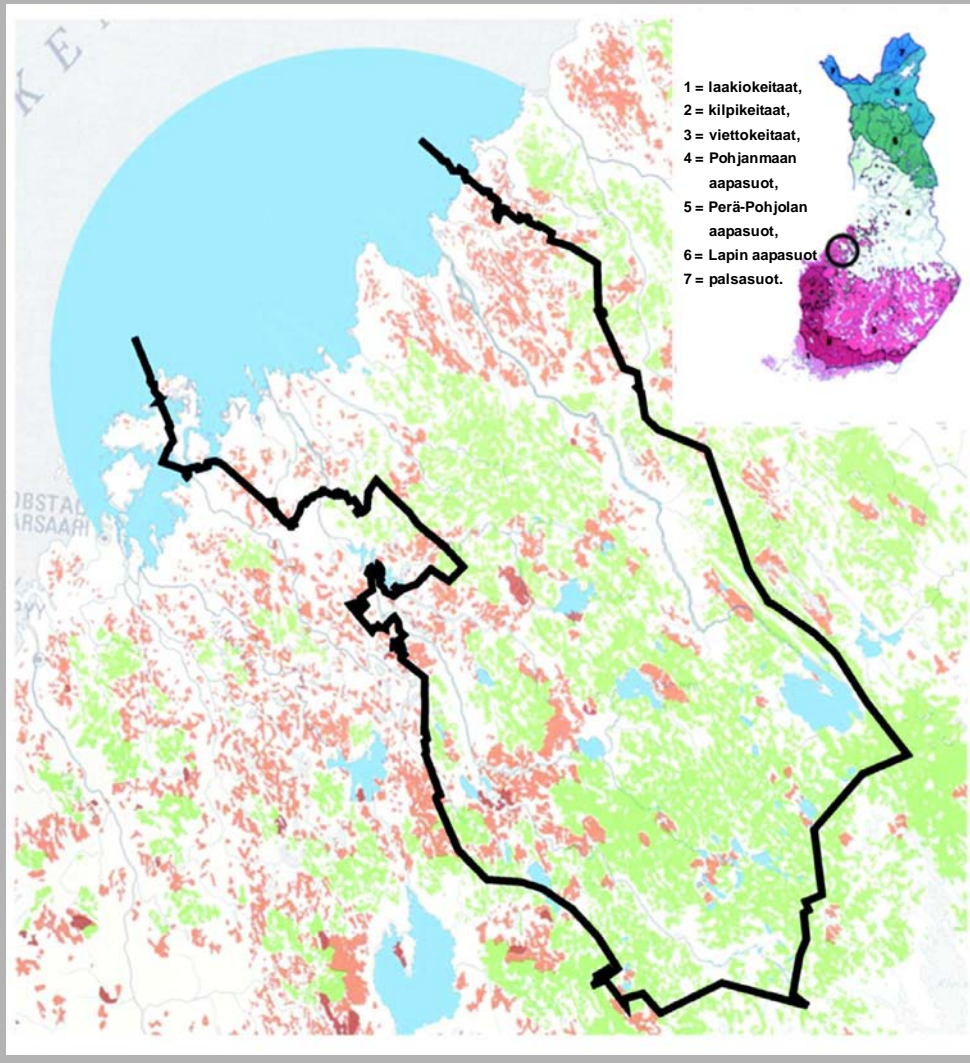 K E
1 = laakiokeitaat,
2 = kilpikeitaat,
3 = viettokeitaat,
4 = Pohjanmaan
aapasuot,
5 = Perä-Pohjolan
aapasuot,
6 = Lapin aapasuot
7 = palsasuot.